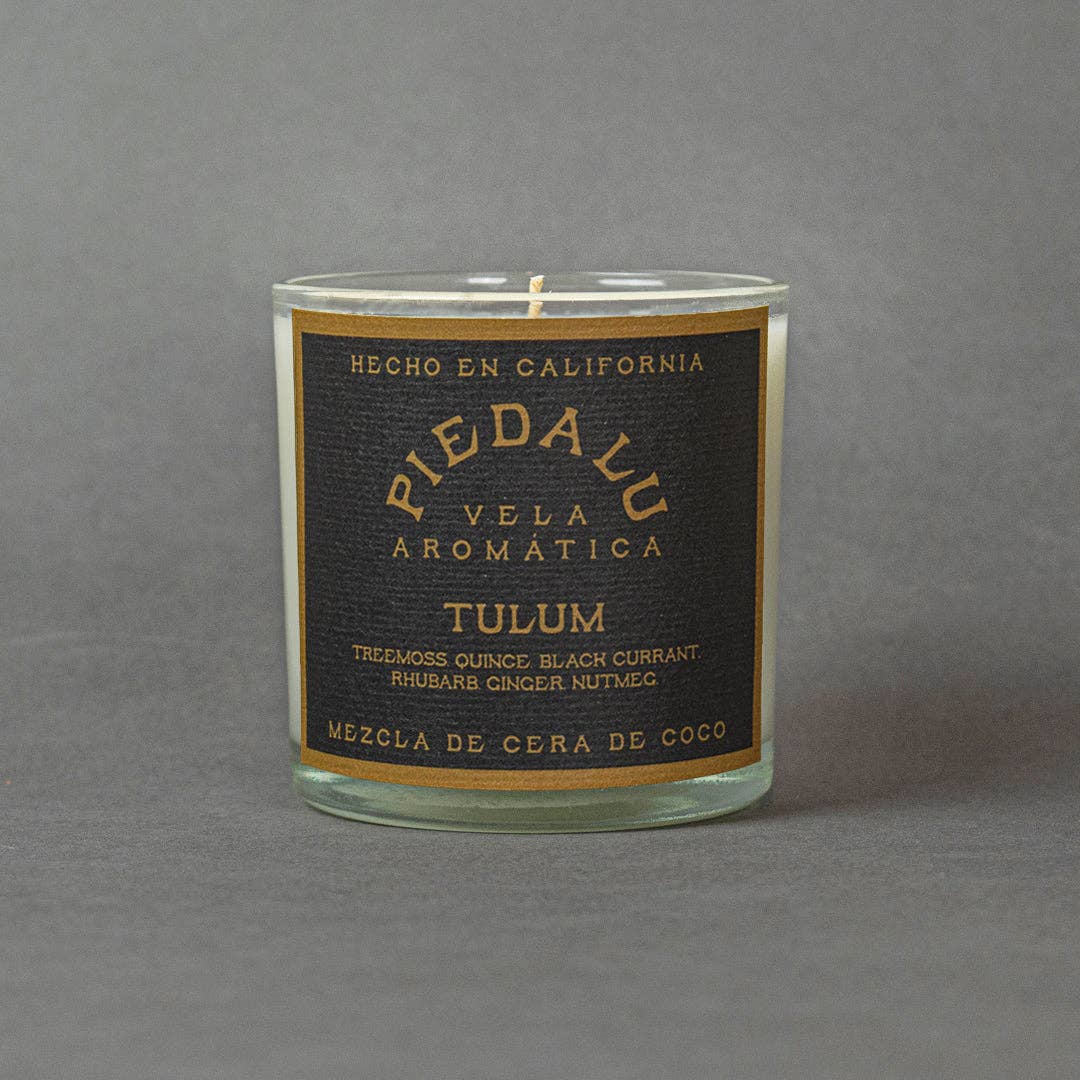 HECHO EN CALIFORNIA
PIEDALU
VELA
AROMÁTICA
TULUM
TREEMOSS. QUINCE. BLACK CURRANT.
RHUBARB. GINGER. NUTMEG.
MEZCLA DE CERA DE COCO